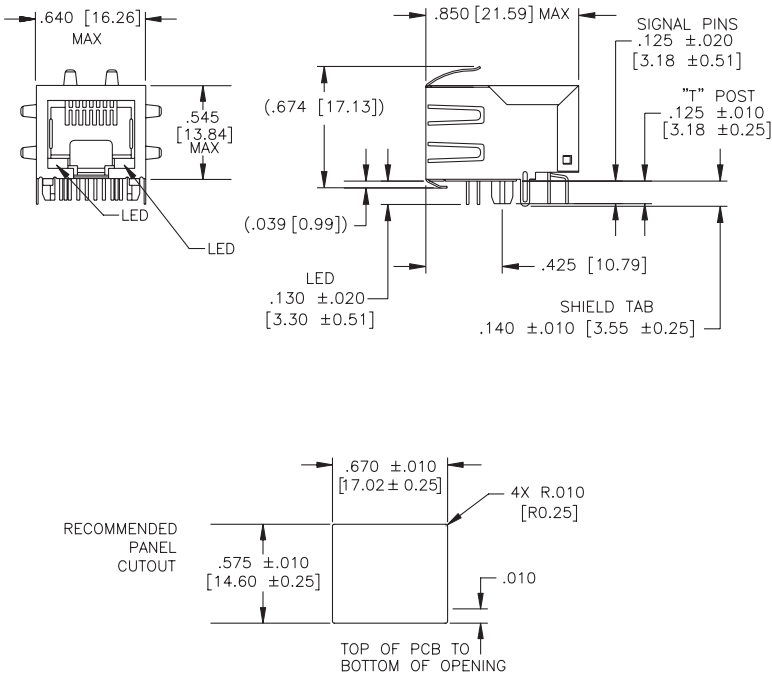 .640 [16.26]
MAX
.545
[13.84]
MAX
LED
LED
.850 [21.59] MAX
(.674 [17.13])
(.039 [0.99])
SIGNAL PINS
.125 ±.020
[3.18 ±0.51]
"T" POST
.125 ±.010
[3.18 ±0.25]
.425 [10.79]
LED
.130 ±.020
[3.30 ±0.51]
SHIELD TAB
.140 ±.010 [3.55 ±0.25]
.670 ±.010
[17.02± 0.25]
4X R.010
[R0.25]
RECOMMENDED
PANEL
CUTOUT
.575 ±.010
[14.60 ±0.25]
.010
TOP OF PCB TO
BOTTOM OF OPENING